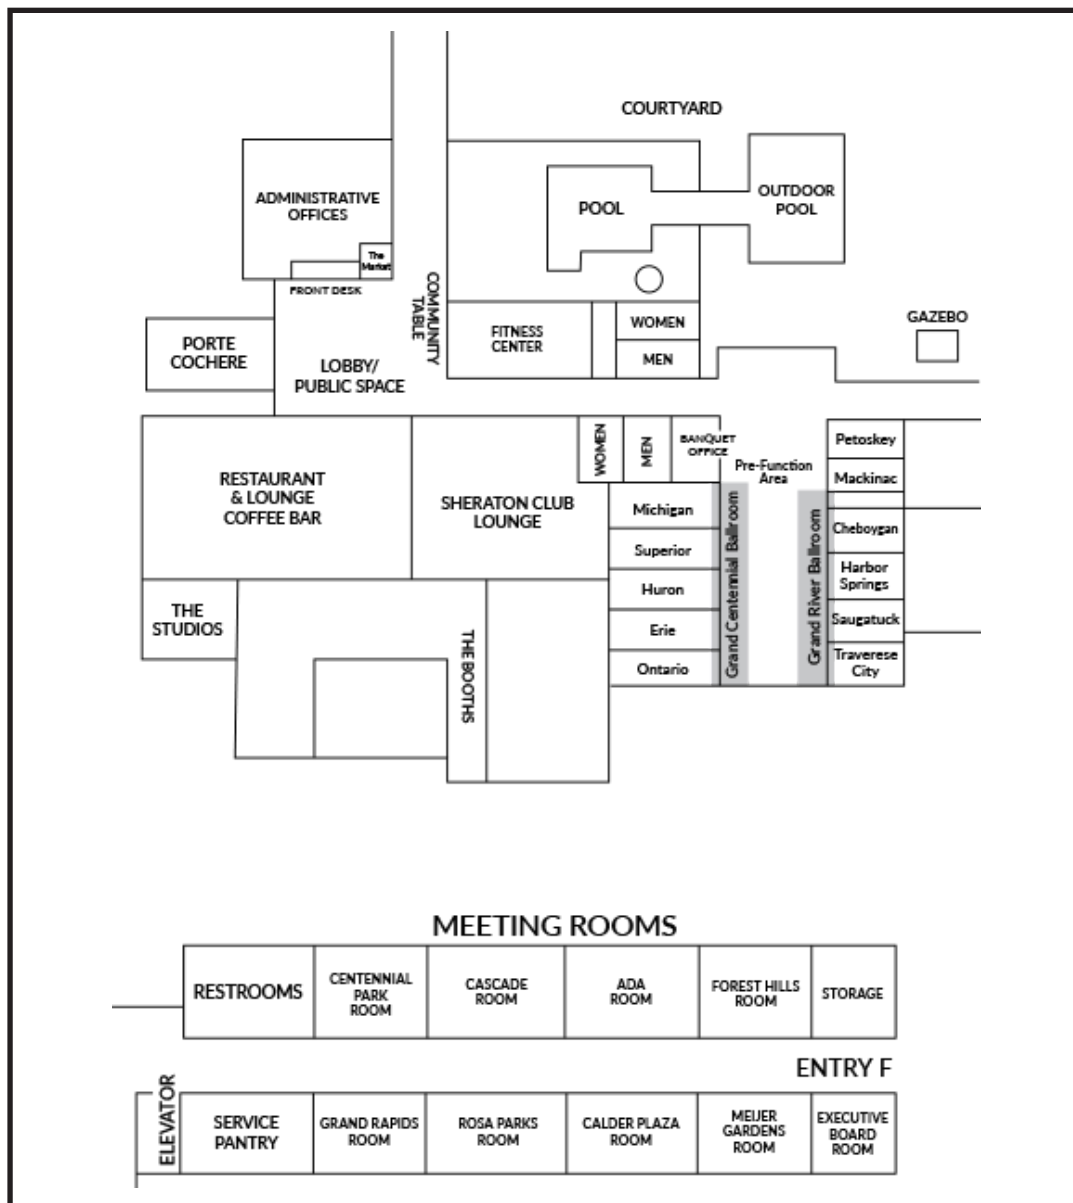 COURTYARD
ADMINISTRATIVE
OFFICES
The
Market
FRONT DESK
POOL
OUTDOOR
POOL
COMMUNITY
TABLE
GAZEBO
PORTE
COCHERE
LOBBY/
PUBLIC SPACE
FITNESS
CENTER
WOMEN
MEN
RESTAURANT
& LOUNGE
COFFEE BAR
SHERATON CLUB
LOUNGE
WOMEN
MEN
BANQUET
OFFICE
Pre-Function
Area
Petoskey
Mackinac
Michigan
Superior
Huron
Erie
Ontario
Grand Centennial Ballroom
Grand River Ballroom
Cheboygan
Harbor
Springs
Saugatuck
Traverese
City
THE
STUDIOS
THE BOOTHS
MEETING ROOMS
RESTROOMS
CENTENNIAL
PARK
ROOM
CASCADE
ROOM
ADA
ROOM
FOREST HILLS
ROOM
STORAGE
ENTRY F
ELEVATOR
SERVICE
PANTRY
GRAND RAPIDS
ROOM
ROSA PARKS
ROOM
CALDER PLAZA
ROOM
MEIJER
GARDENS
ROOM
EXECUTIVE
BOARD
ROOM